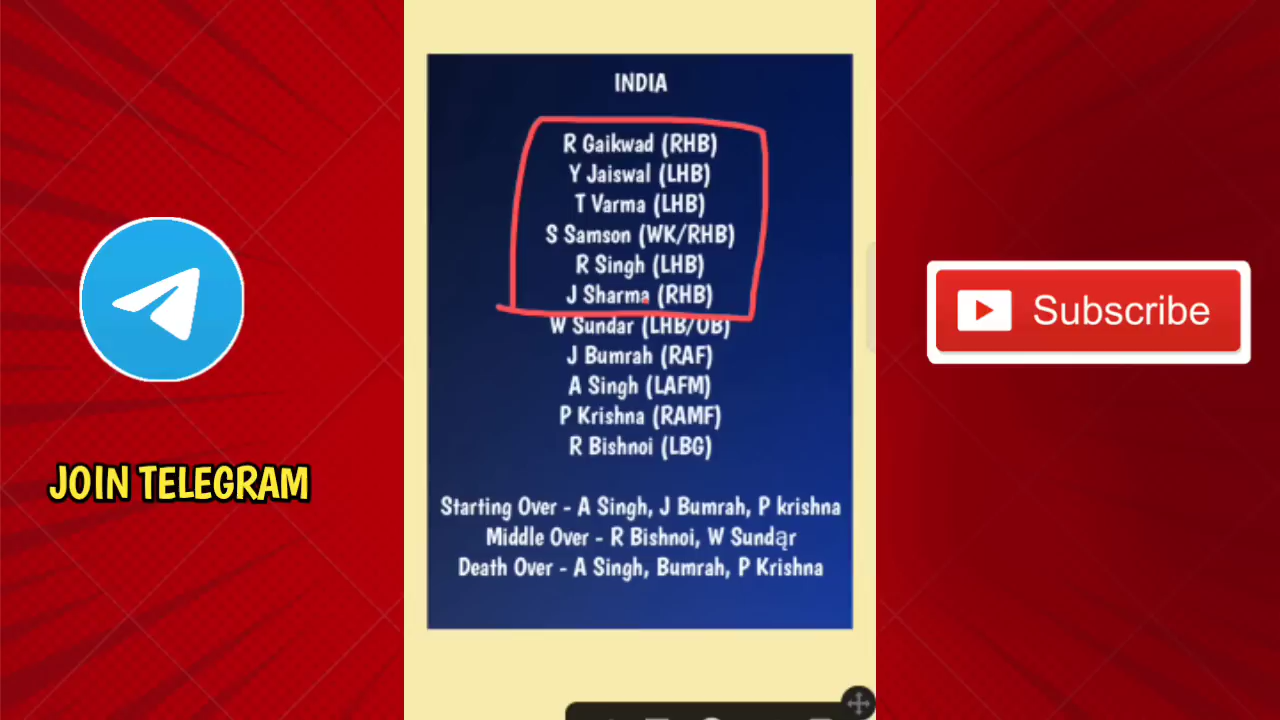 INDIA
R Gaikwad (RHB)
Y Jaiswal (LHB)
T Varma (LHB)
S Samson (WK/RHB)
R Singh (LHB)
J Sharma (RHB)
W Sundar (LHB/OB)
J Bumrah (RAF)
A Singh (LAFM)
P Krishna (RAMF)
R Bishnoi (LBG)
Starting Over - A Singh, J Bumrah, P krishna
Middle Over - R Bishnoi, W Sundąr
Death Over - A Singh, Bumrah, P Krishna
JOIN TELEGRAM
Subscribe